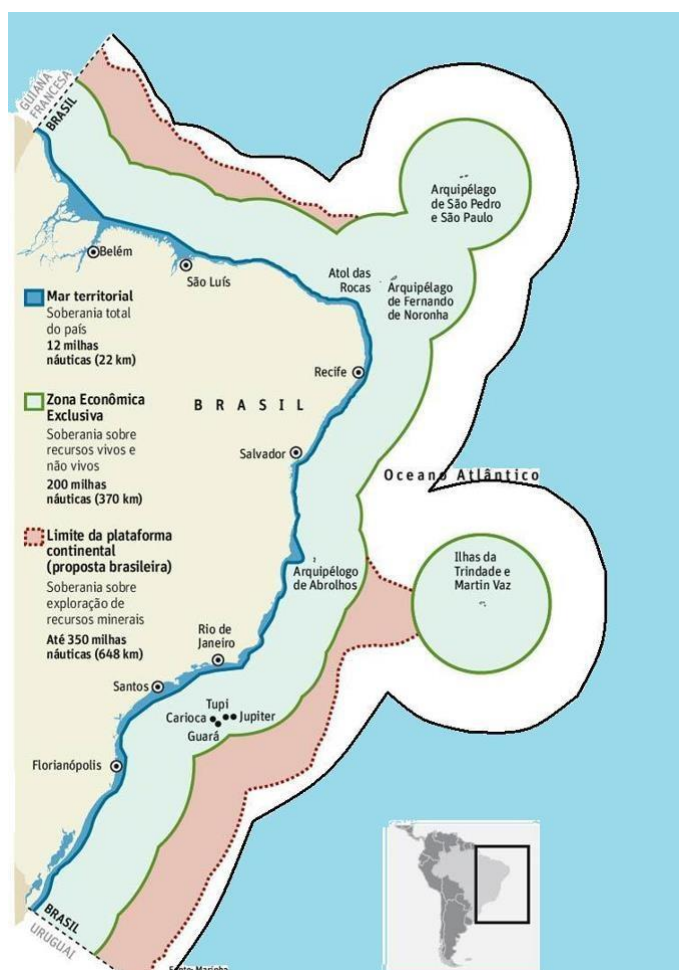 GUIANA
FRANCESA
BRASIL
Arquipélago
de São Pedro
e São Paulo
Belém
São Luís
Atol das
Rocas
Arquipélago
de Fernando
de Noronha
Mar territorial
Soberania total
do país
12 milhas
náuticas (22 km)
Recife
Zona Econômica
Exclusiva
Soberania sobre
recursos vivos e
não vivos
200 milhas
náuticas (370 km)
BRASIL
Salvador
Oceano Atlântico
Limite da plataforma
continental
(proposta brasileira)
Soberania sobre
exploração de
recursos minerais
Até 350 milhas
náuticas (648 km)
Arquipélogo
de Abrolhos
Ilhas da
Trindade e
Martin Vaz
Rio de
Janeiro
Santos
Tupi
Carioca
Jupiter
Guará
Florianópolis
BRASIL
URUGUAI
Fonte: Marinha